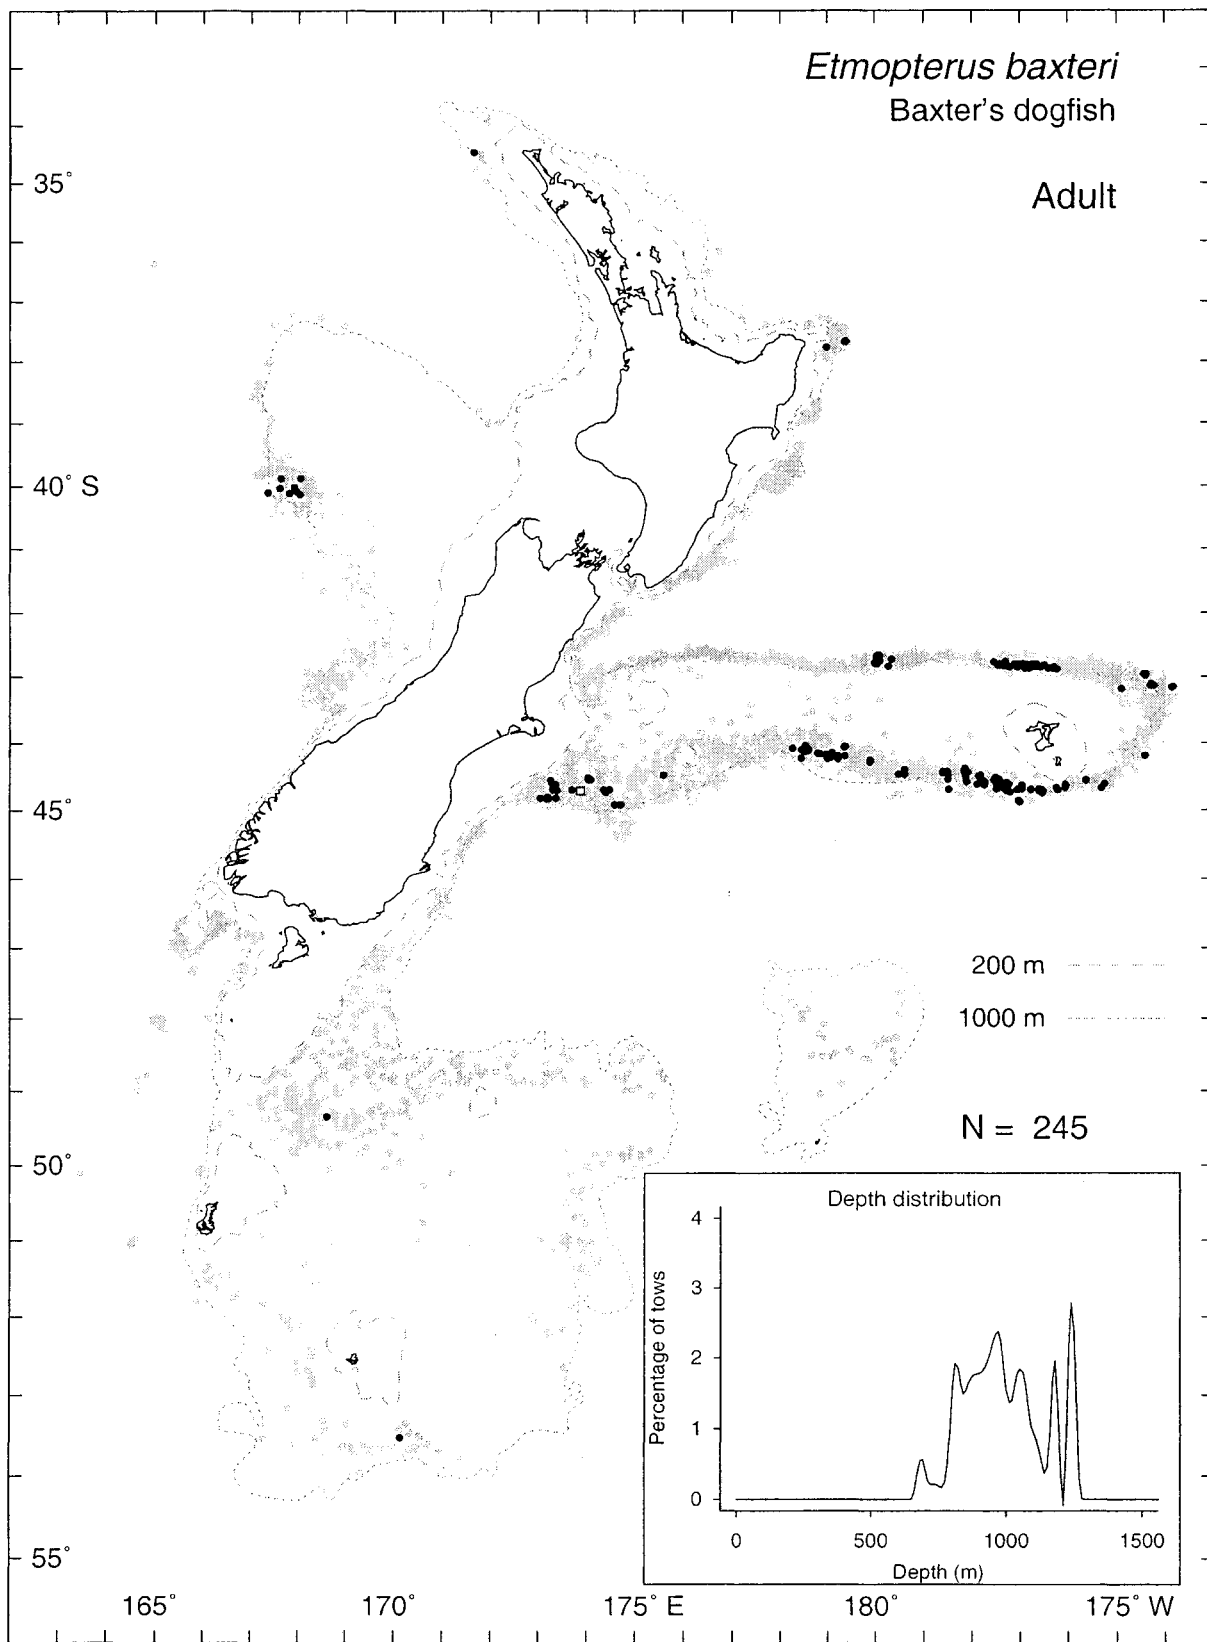 Etmopterus baxteri
Baxter's dogfish
Adult
35°
40° S
45°
200 m
1000 m
N = 245
50°
Depth distribution
4
3
2
1
0
Percentage of tows
0 500 1000 1500
Depth (m)
55°
165° 170° 175° E 180° 175° W